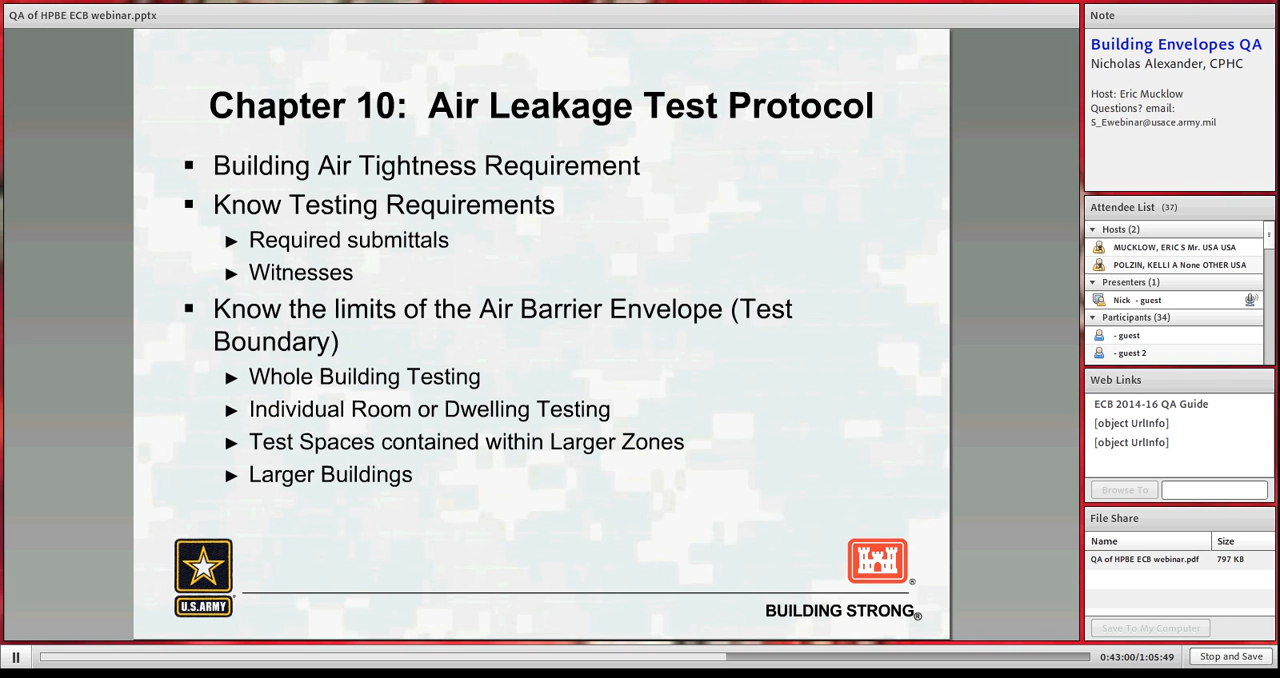 QA of HPBE ECB webinar.pptx
Chapter 10: Air Leakage Test Protocol
Building Air Tightness Requirement
Know Testing Requirements
Required submittals
Witnesses
Know the limits of the Air Barrier Envelope (Test
Boundary)
Whole Building Testing
Individual Room or Dwelling Testing
Test Spaces contained within Larger Zones
Larger Buildings
U.S.ARMY
BUILDING STRONG®
Note
Building Envelopes QA
Nicholas Alexander, CPHC
Host: Eric Mucklow
Questions? email:
S_Ewebinar@usace.army.mil
Attendee List (37)
Hosts (2)
MUCKLOW, ERIC S Mr. USA USA
POLZIN, KELLI A None OTHER USA
Presenters (1)
Nick - guest
Participants (34)
- guest
- guest 2
Web Links
ECB 2014-16 QA Guide
[object UrlInfo]
[object UrlInfo]
Browse To
File Share
Name Size
QA of HPBE ECB webinar.pdf 797 KB
Save To My Computer
0:43:00/1:05:49 Stop and Save